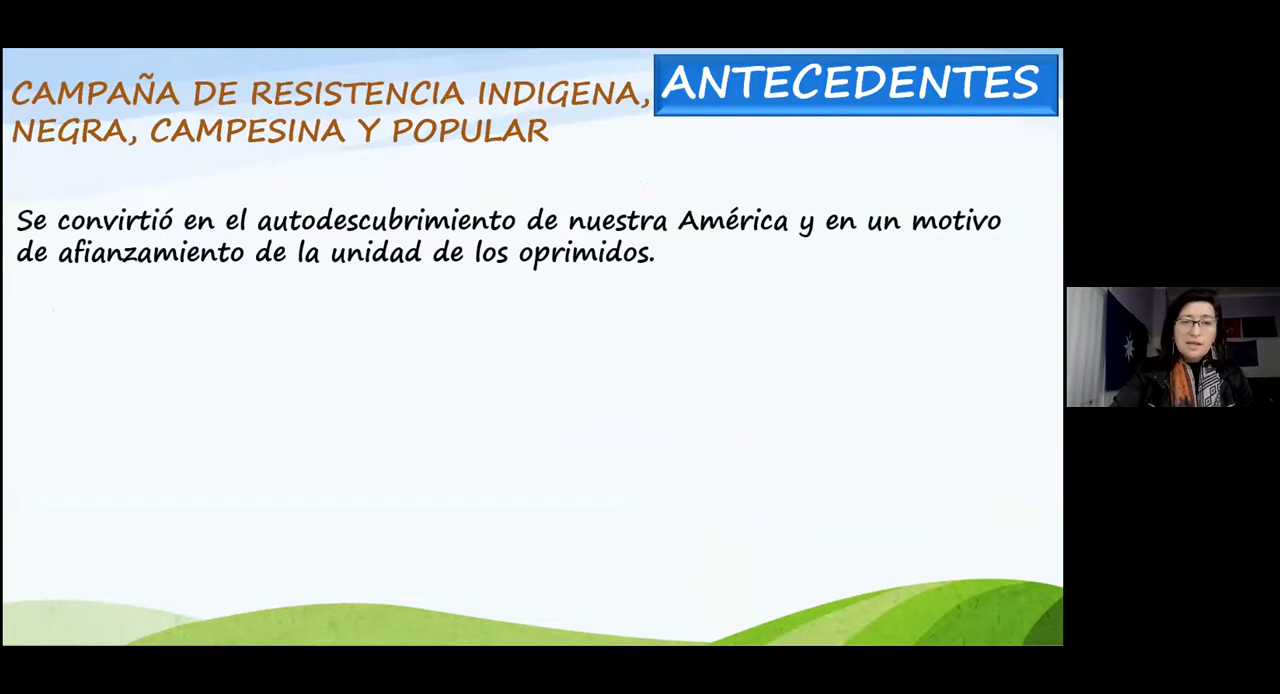 CAMPAÑA DE RESISTENCIA INDIGENA,
NEGRA, CAMPESINA Y POPULAR
ANTECEDENTES
Se convirtió en el autodescubrimiento de nuestra América y en un motivo
de afianzamiento de la unidad de los oprimidos.